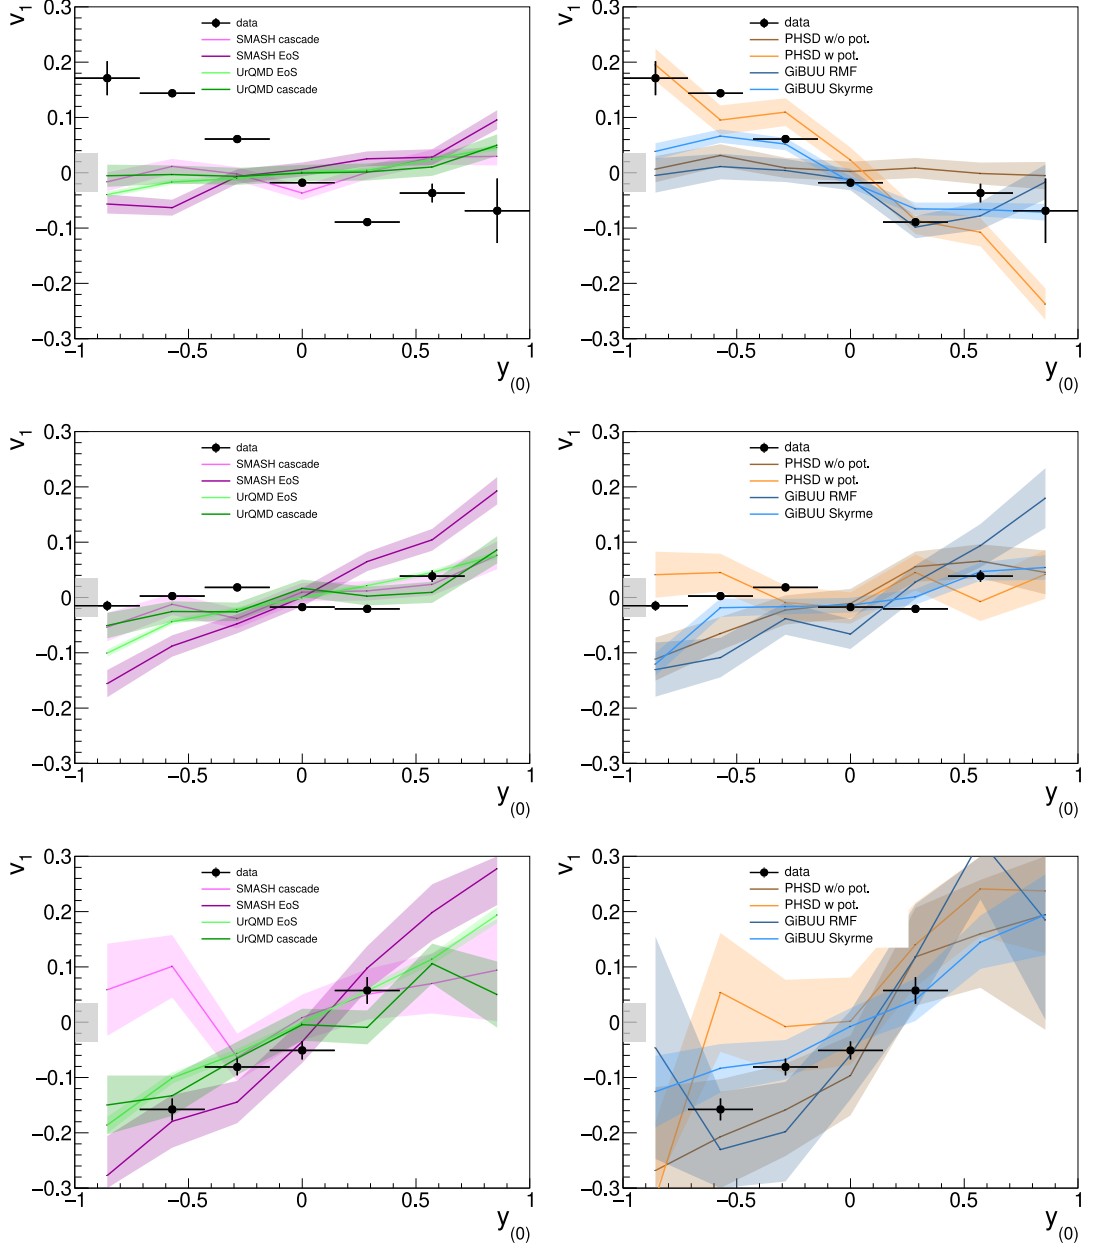 v1
0.3
0.2
0.1
0
−0.1
−0.2
−0.3
−1
−0.5
0
0.5
1
y(0)
data
SMASH cascade
SMASH EoS
UrQMD EoS
UrQMD cascade
v1
0.3
0.2
0.1
0
−0.1
−0.2
−0.3
−1
−0.5
0
0.5
1
y(0)
data
PHSD w/o pot.
PHSD w pot.
GiBUU RMF
GiBUU Skyrme
v1
0.3
0.2
0.1
0
−0.1
−0.2
−0.3
−1
−0.5
0
0.5
1
y(0)
data
SMASH cascade
SMASH EoS
UrQMD EoS
UrQMD cascade
v1
0.3
0.2
0.1
0
−0.1
−0.2
−0.3
−1
−0.5
0
0.5
1
y(0)
data
PHSD w/o pot.
PHSD w pot.
GiBUU RMF
GiBUU Skyrme
v1
0.3
0.2
0.1
0
−0.1
−0.2
−0.3
−1
−0.5
0
0.5
1
y(0)
data
SMASH cascade
SMASH EoS
UrQMD EoS
UrQMD cascade
v1
0.3
0.2
0.1
0
−0.1
−0.2
−0.3
−1
−0.5
0
0.5
1
y(0)
data
PHSD w/o pot.
PHSD w pot.
GiBUU RMF
GiBUU Skyrme